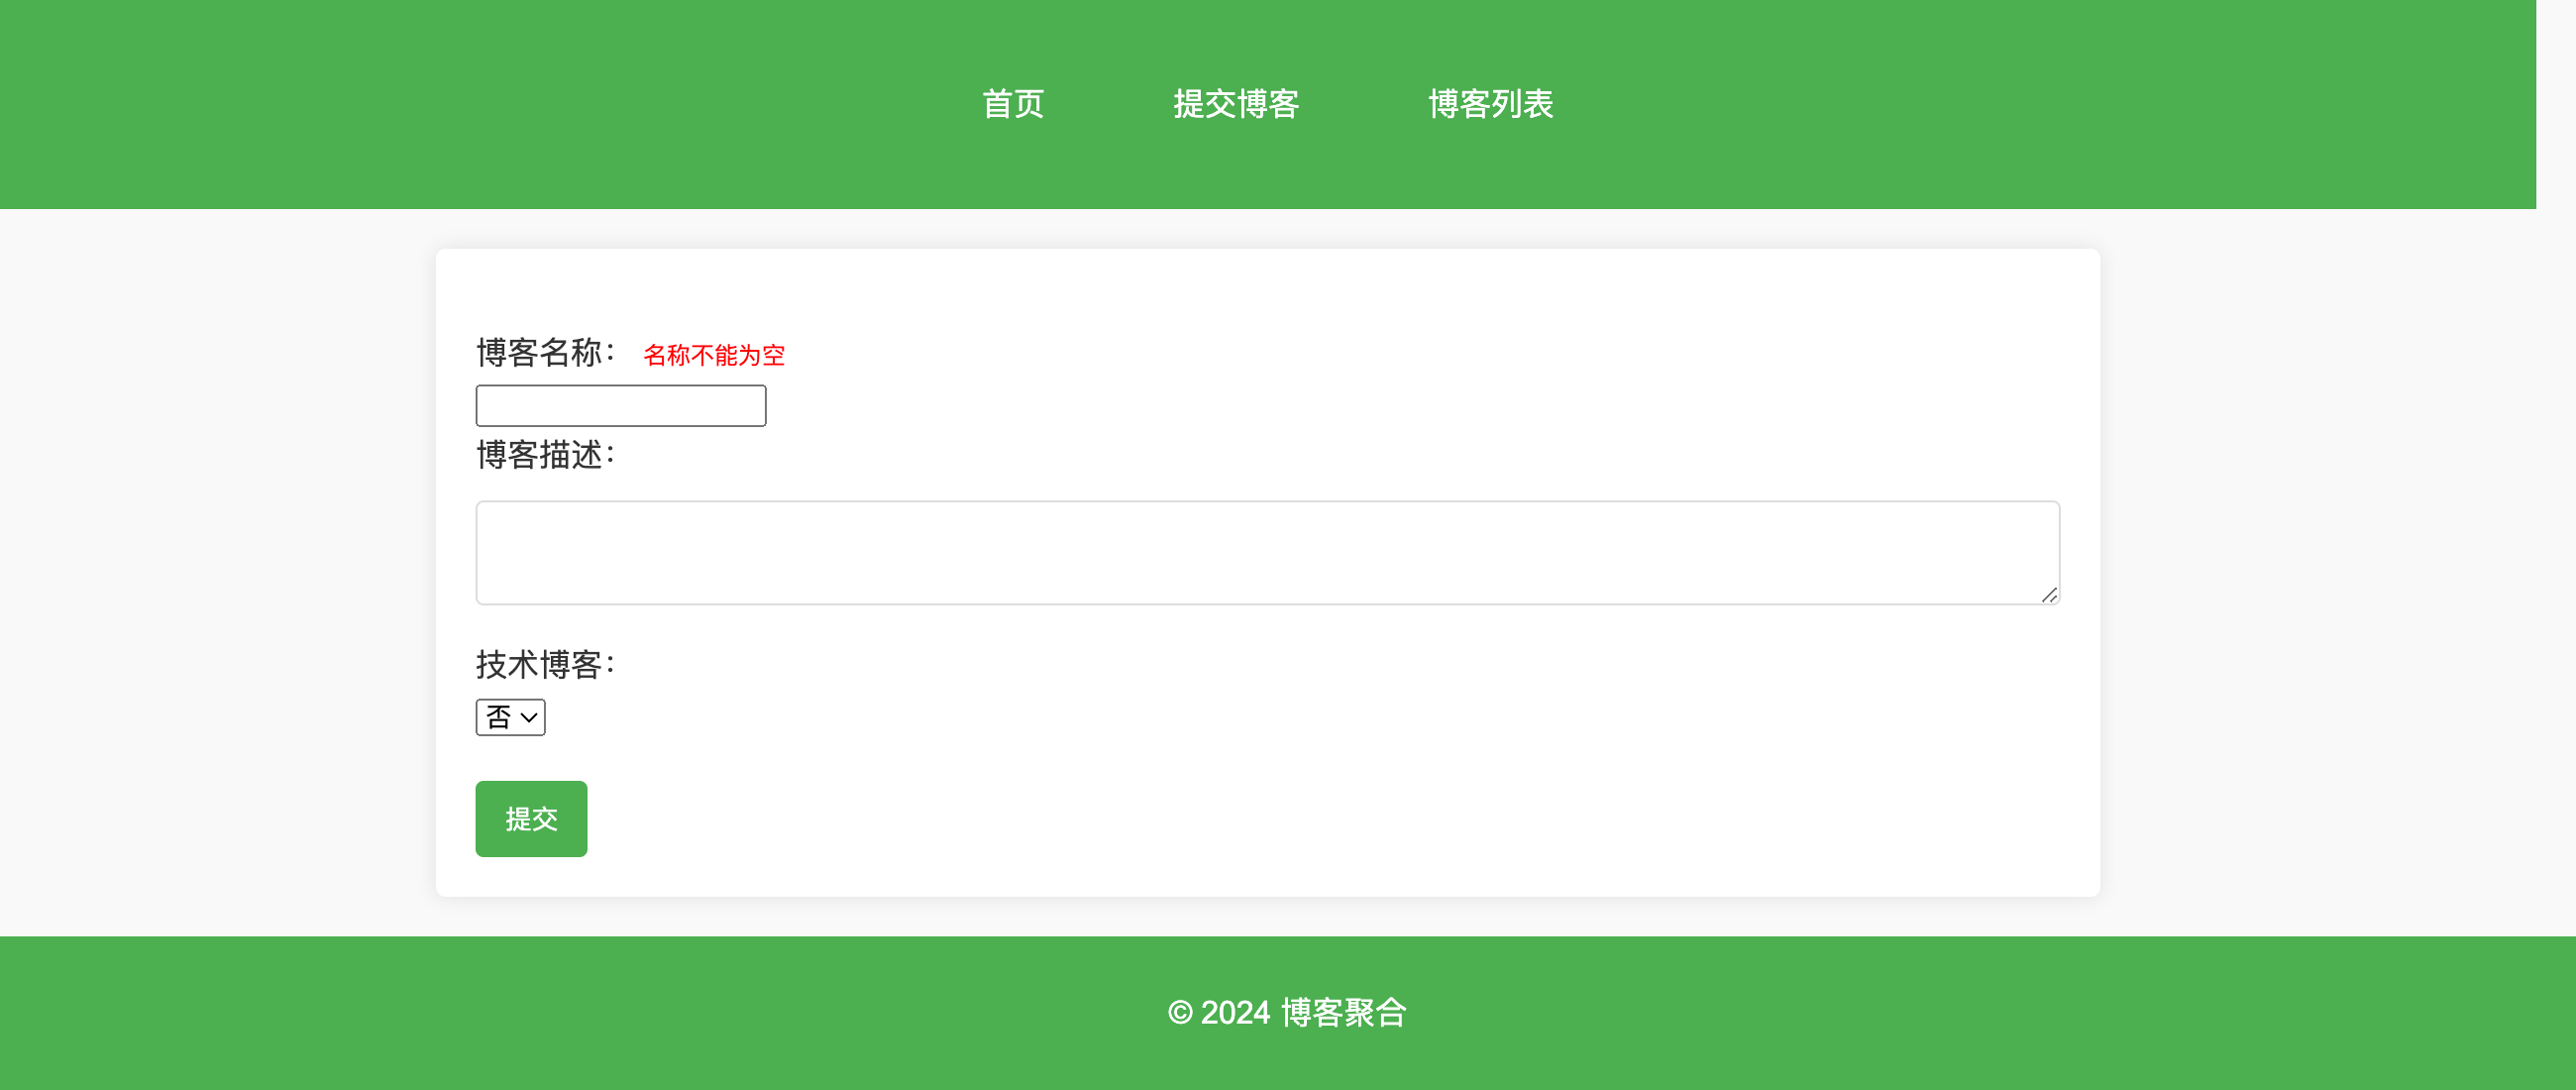 首页 提交博客 博客列表
博客名称： 名称不能为空
博客描述：
技术博客：
否
提交
© 2024 博客聚合